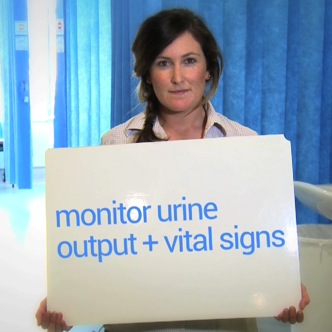 monitor urine
output + vital signs